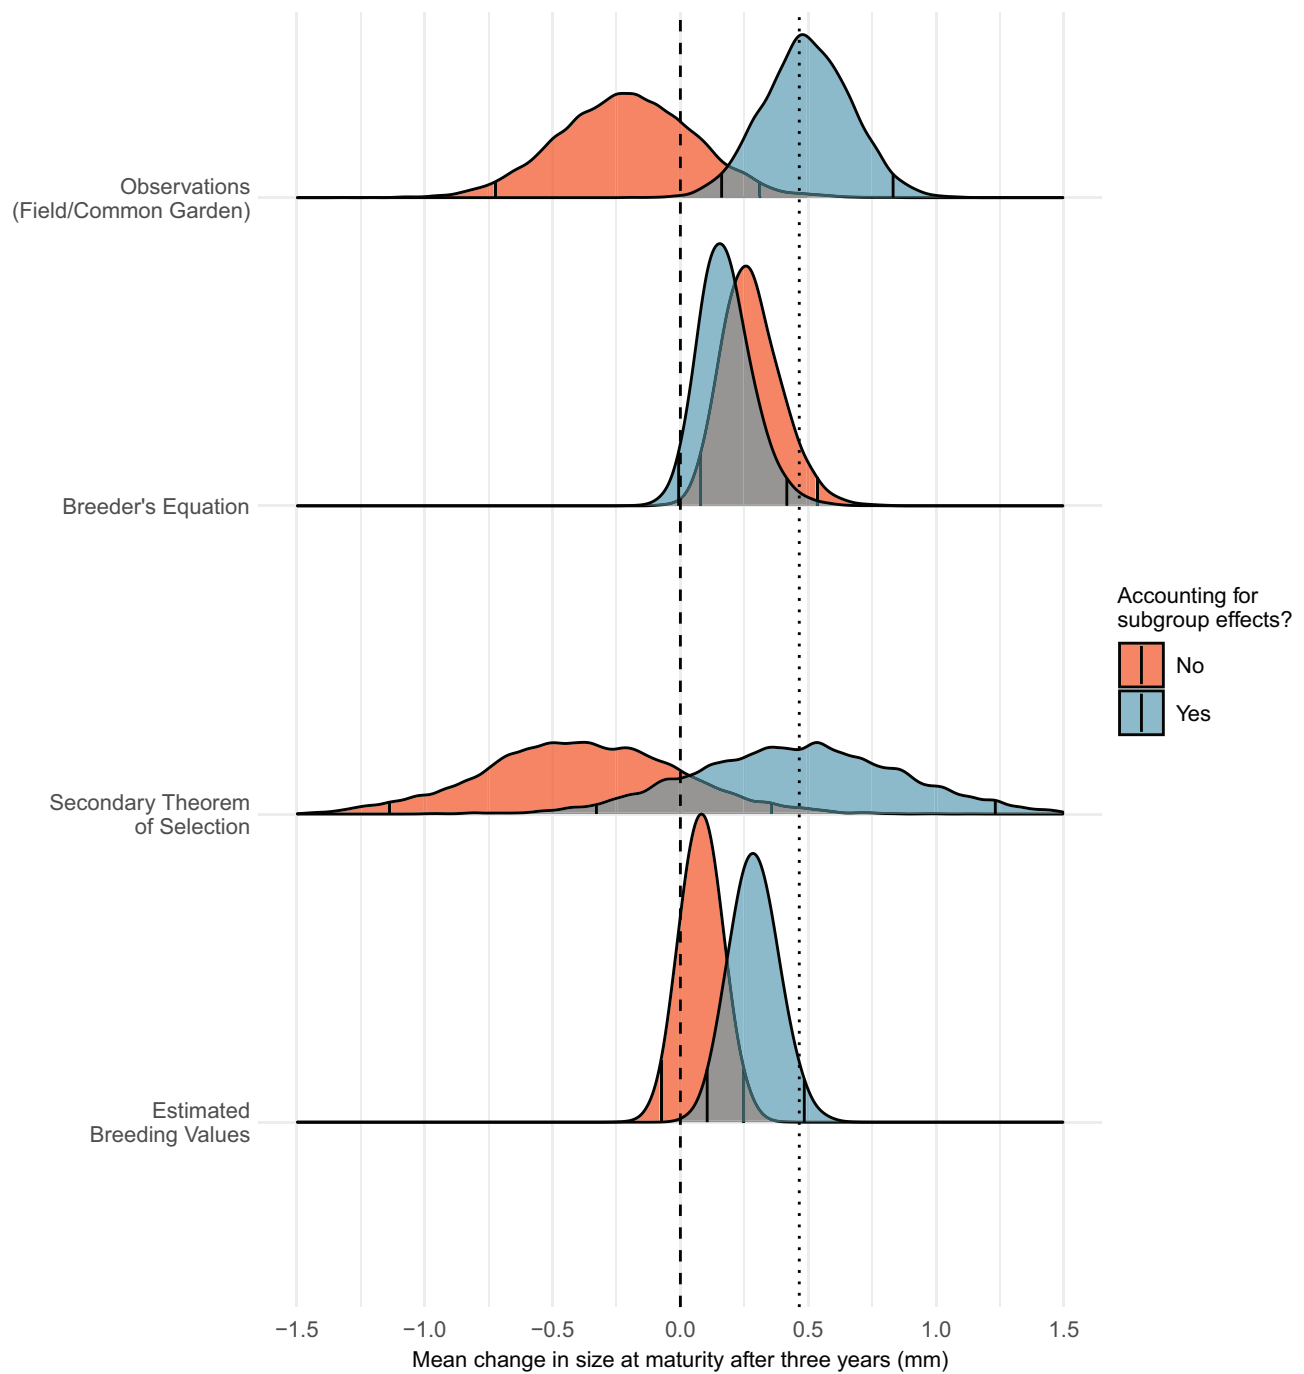 Observations
(Field/Common Garden)
Breeder's Equation
Secondary Theorem
of Selection
Estimated
Breeding Values
Accounting for
subgroup effects?
No
Yes
−1.5 −1.0 −0.5 0.0 0.5 1.0 1.5
Mean change in size at maturity after three years (mm)